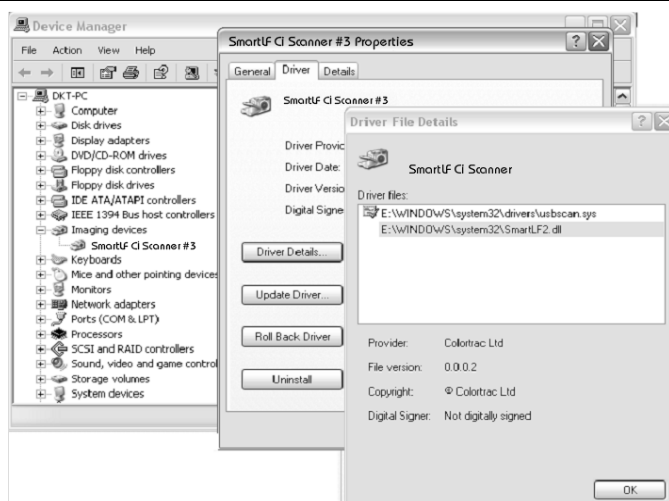 Device Manager
File Action View Help
DKT-PC
Computer
Disk drives
Display adapters
DVD/CD-ROM drives
Floppy disk controllers
Floppy disk drives
IDE ATA/ATAPI controllers
IEEE 1394 Bus host controllers
Imaging devices
SmartLF Ci Scanner #3
Keyboards
Mice and other pointing devices
Monitors
Network adapters
Ports (COM & LPT)
Processors
SCSI and RAID controllers
Sound, video and game control
Storage volumes
System devices
SmartLF Ci Scanner #3 Properties
General Driver Details
SmartLF Ci Scanner #3
Driver Provic
Driver Date:
Driver Versio
Digital Signe
Driver Details...
Update Driver...
Roll Back Driver
Uninstall
Driver File Details
SmartLF Ci Scanner
Driver files:
E:\WINDOWS\system32\drivers\usbscan.sys
E:\WINDOWS\system32\SmartLF2.dll
Provider: Colortrac Ltd
File version: 0.0.0.2
Copyright: © Colortrac Ltd
Digital Signer: Not digitally signed
OK